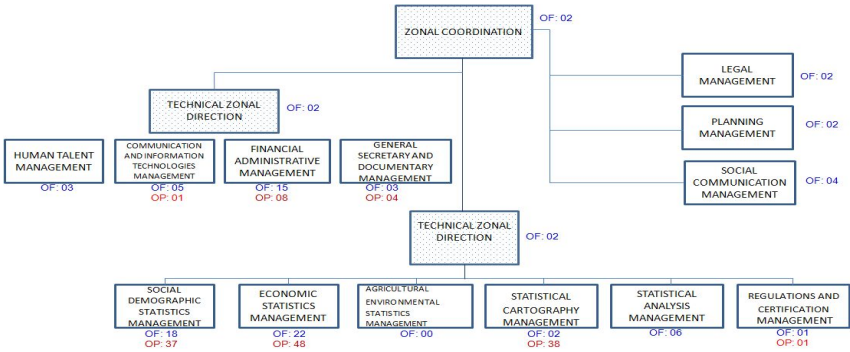 ZONAL COORDINATION
OF: 02
LEGAL
MANAGEMENT
OF: 02
TECHNICAL ZONAL
DIRECTION
OF: 02
PLANNING
MANAGEMENT
OF: 02
HUMAN TALENT
MANAGEMENT
OF: 03
COMMUNICATION
AND INFORMATION
TECHNOLOGIES
MANAGEMENT
OF: 05
OP: 01
FINANCIAL
ADMINISTRATIVE
MANAGEMENT
OF: 15
OP: 08
GENERAL
SECRETARY AND
DOCUMENTARY
MANAGEMENT
OF: 03
OP: 04
SOCIAL
COMMUNICATION
MANAGEMENT
OF: 04
TECHNICAL ZONAL
DIRECTION
OF: 02
SOCIAL
DEMOGRAPHIC
STATISTICS
MANAGEMENT
OF: 18
OP: 37
ECONOMIC
STATISTICS
MANAGEMENT
OF: 22
OP: 48
AGRICULTURAL
ENVIRONMENTAL
STATISTICS
MANAGEMENT
OF: 00
STATISTICAL
CARTOGRAPHY
MANAGEMENT
OF: 02
OP: 38
STATISTICAL
ANALYSIS
MANAGEMENT
OF: 06
REGULATIONS AND
CERTIFICATION
MANAGEMENT
OF: 01
OP: 01